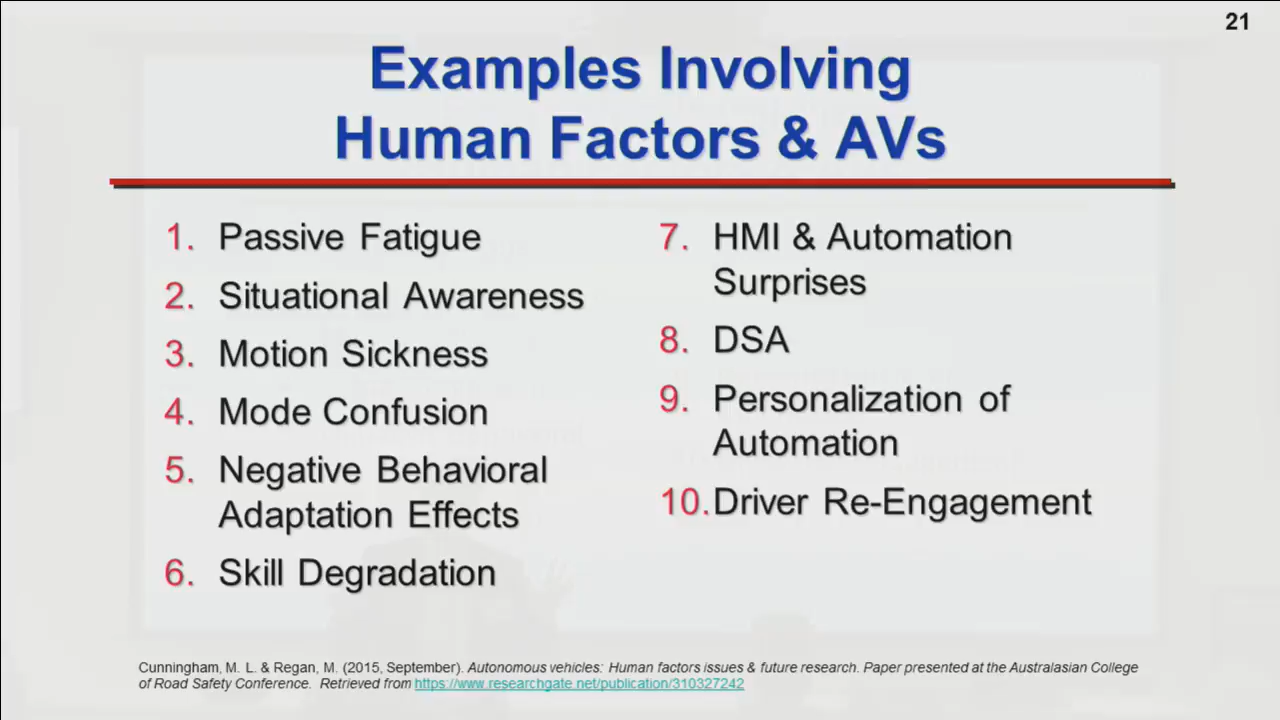 21
Examples Involving
Human Factors & AVs
1. Passive Fatigue
2. Situational Awareness
3. Motion Sickness
4. Mode Confusion
5. Negative Behavioral
Adaptation Effects
6. Skill Degradation
7. HMI & Automation
Surprises
8. DSA
9. Personalization of
Automation
10. Driver Re-Engagement
Cunningham, M. L. & Regan, M. (2015, September). Autonomous vehicles: Human factors issues & future research. Paper presented at the Australasian College
of Road Safety Conference. Retrieved from https://www.researchgate.net/publication/310327242